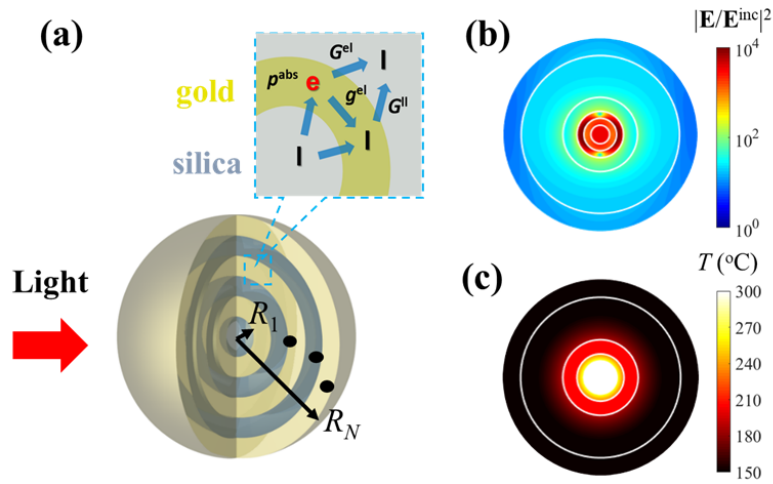 (a)
gold
silica
G^el
l
p^abs
e
g^el
G^ll
l
l
Light
R_1
R_N
(b)
|E/E^inc|^2
10^4
10^2
10^0
(c)
T (°C)
300
270
240
210
180
150